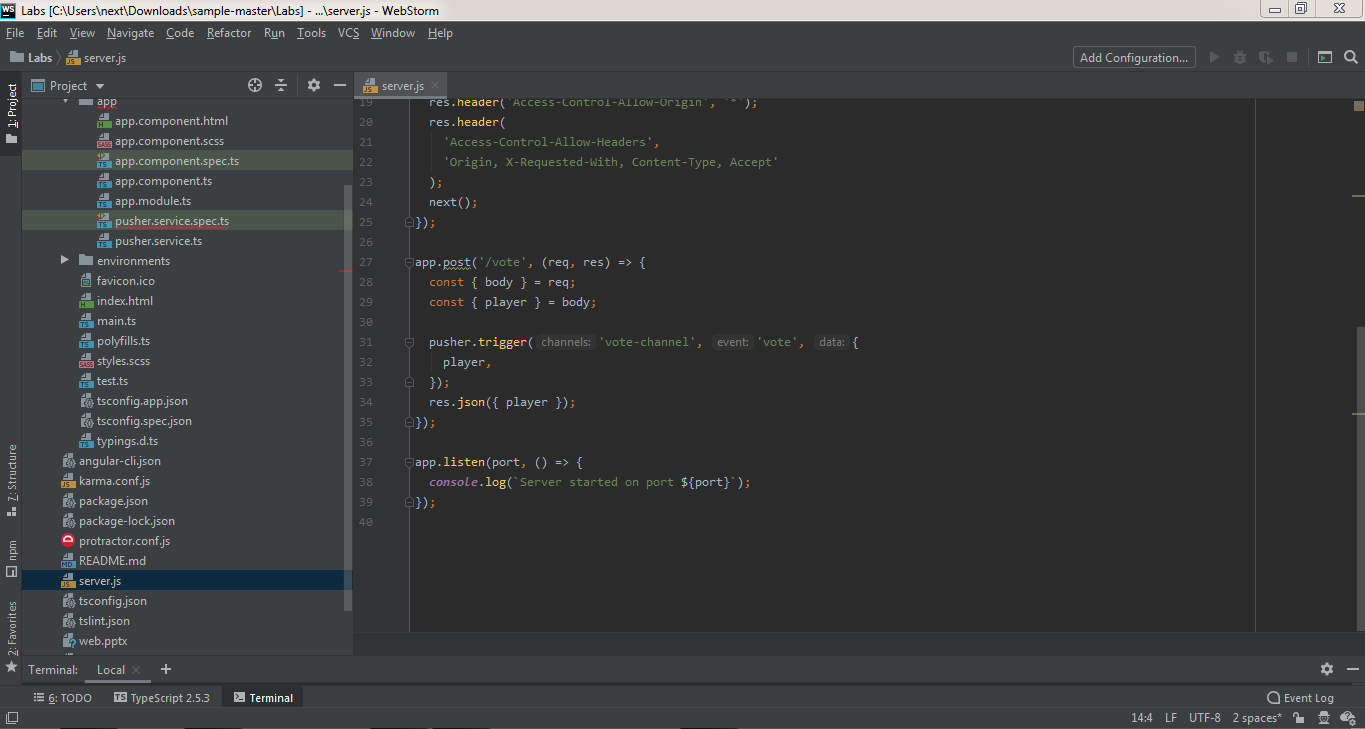 WS Labs [C:\Users\next\Downloads\sample-master\Labs] - ...\server.js - WebStorm
File Edit View Navigate Code Refactor Run Tools VCS Window Help
Labs server.js Add Configuration...
1: Project
Project
app
app.component.html
app.component.scss
app.component.spec.ts
app.component.ts
app.module.ts
pusher.service.spec.ts
pusher.service.ts
environments
favicon.ico
index.html
main.ts
polyfills.ts
styles.scss
test.ts
tsconfig.app.json
tsconfig.spec.json
typings.d.ts
angular-cli.json
karma.conf.js
package.json
package-lock.json
protractor.conf.js
README.md
server.js
tsconfig.json
tslint.json
web.pptx
7: Structure
npm
2: Favorites
server.js
19 res.header('Access-Control-Allow-Origin', '*');
20 res.header(
21 'Access-Control-Allow-Headers',
22 'Origin, X-Requested-With, Content-Type, Accept'
23 );
24 next();
25 });
26
27 app.post('/vote', (req, res) => {
28 const { body } = req;
29 const { player } = body;
30
31 pusher.trigger( channels: 'vote-channel', event: 'vote', data: {
32 player,
33 });
34 res.json({ player });
35 });
36
37 app.listen(port, () => {
38 console.log(`Server started on port ${port}`);
39 });
40
Terminal: Local +
6: TODO TypeScript 2.5.3 Terminal Event Log
14:4 LF UTF-8 2 spaces*